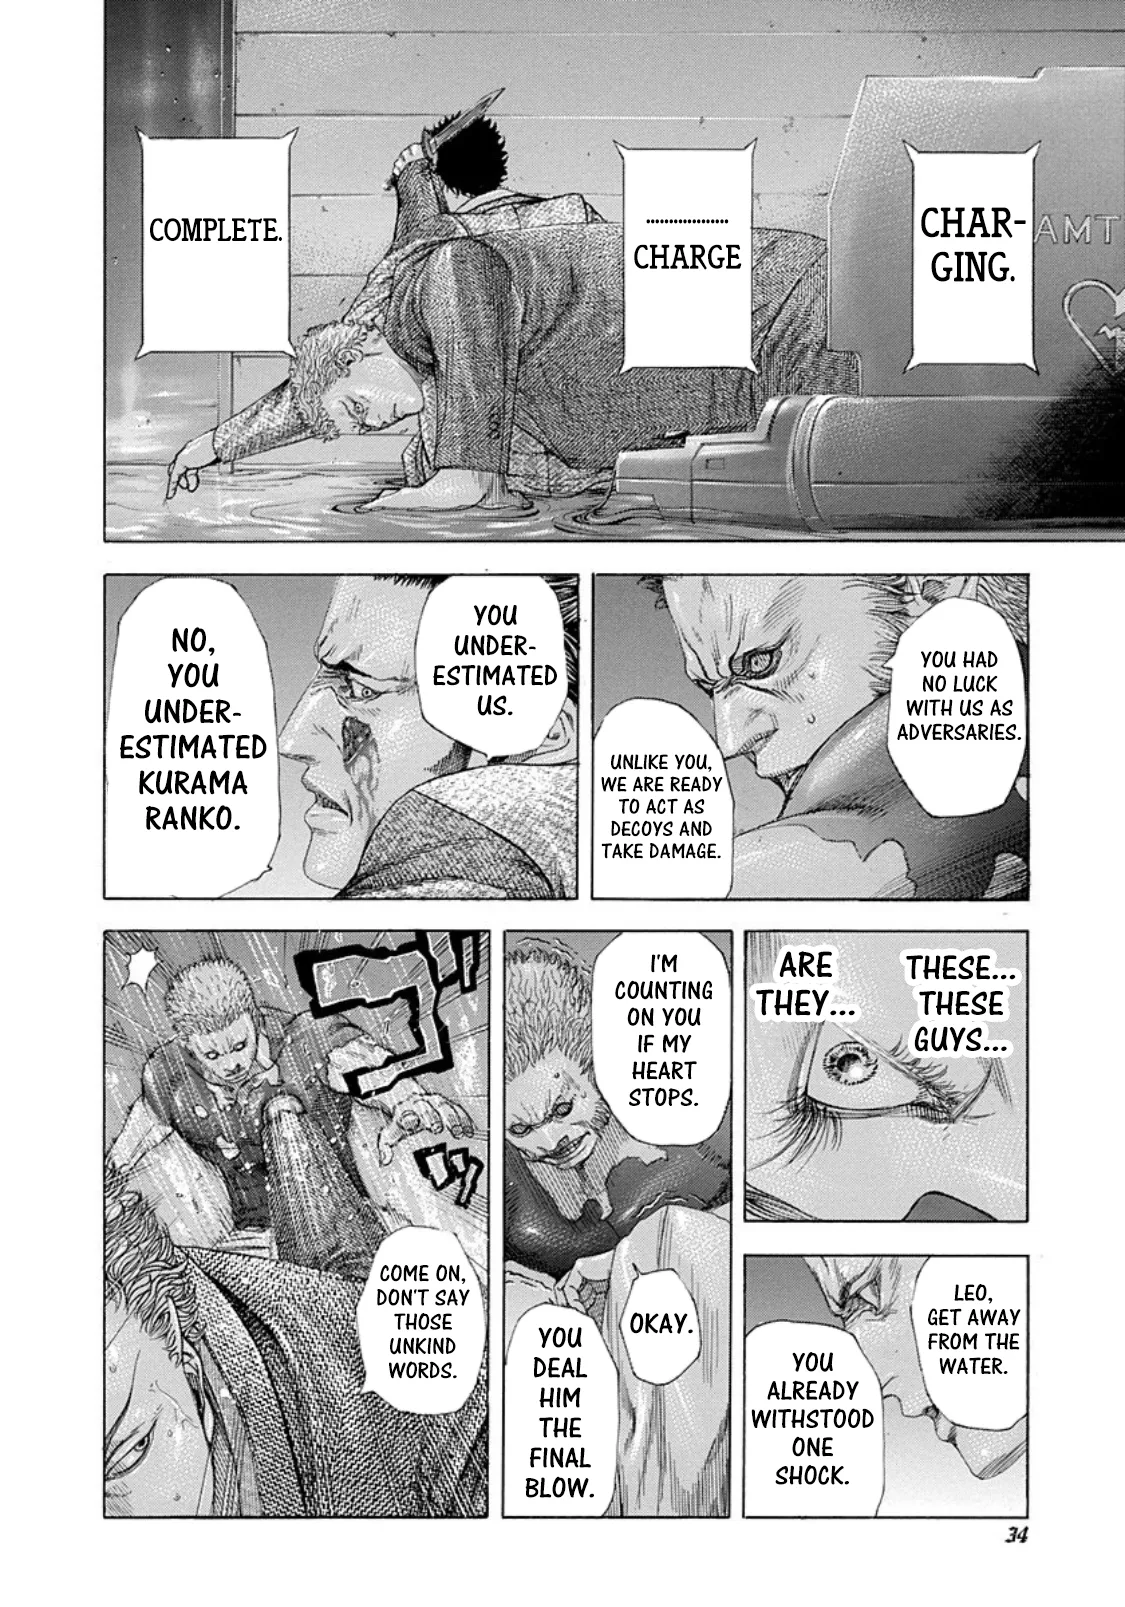 CHAR-
GING.
AMT
..................
CHARGE
COMPLETE.
YOU HAD
NO LUCK
WITH US AS
ADVERSARIES.
UNLIKE YOU,
WE ARE READY
TO ACT AS
DECOYS AND
TAKE DAMAGE.
YOU
UNDER-
ESTIMATED
US.
NO,
YOU
UNDER-
ESTIMATED
KURAMA
RANKO.
THESE...
THESE
GUYS...
ARE
THEY...
LEO,
GET AWAY
FROM THE
WATER.
YOU
ALREADY
WITHSTOOD
ONE
SHOCK.
I'M
COUNTING
ON YOU
IF MY
HEART
STOPS.
OKAY.
YOU
DEAL
HIM
THE
FINAL
BLOW.
COME ON,
DON'T SAY
THOSE
UNKIND
WORDS.
34